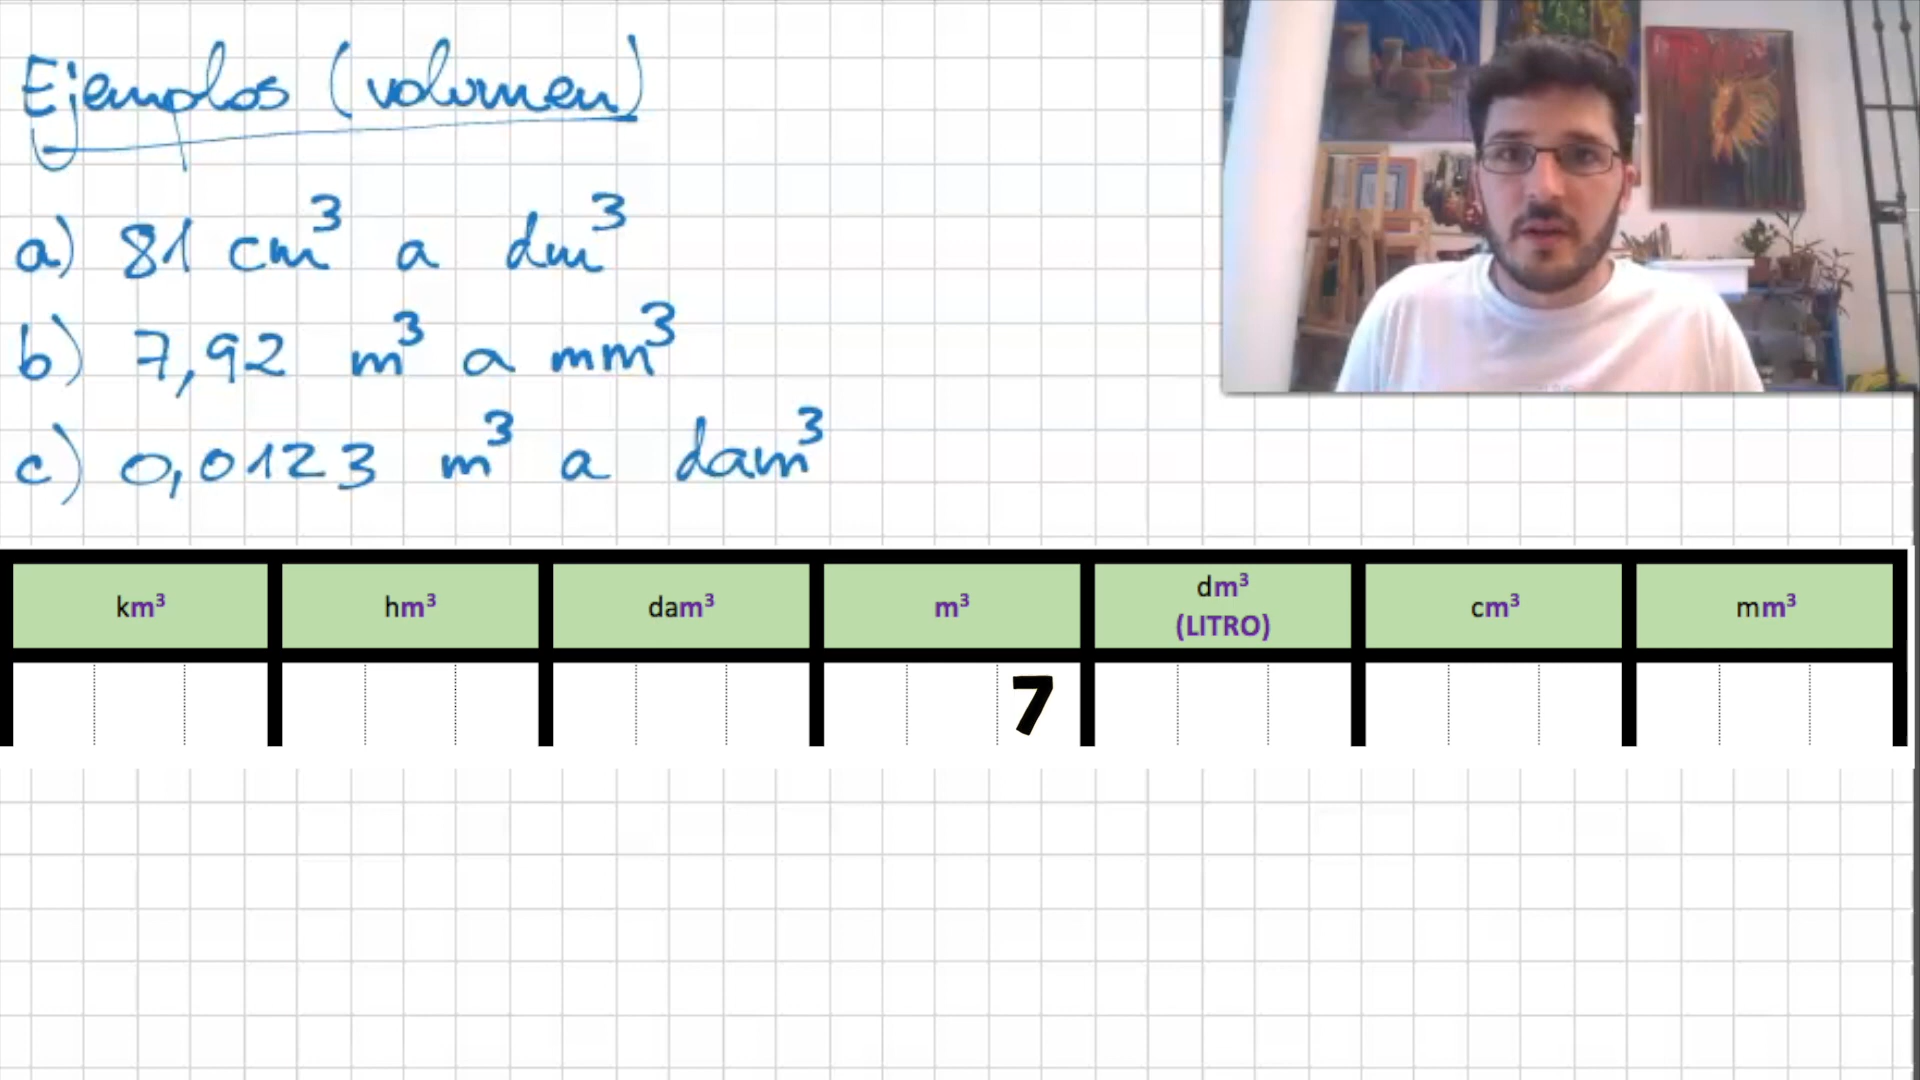 Ejemplos (volumen)
a) 81 cm³ a dm³
b) 7,92 m³ a mm³
c) 0,0123 m³ a dam³
km³ hm³ dam³ m³ dm³ (LITRO) cm³ mm³
7